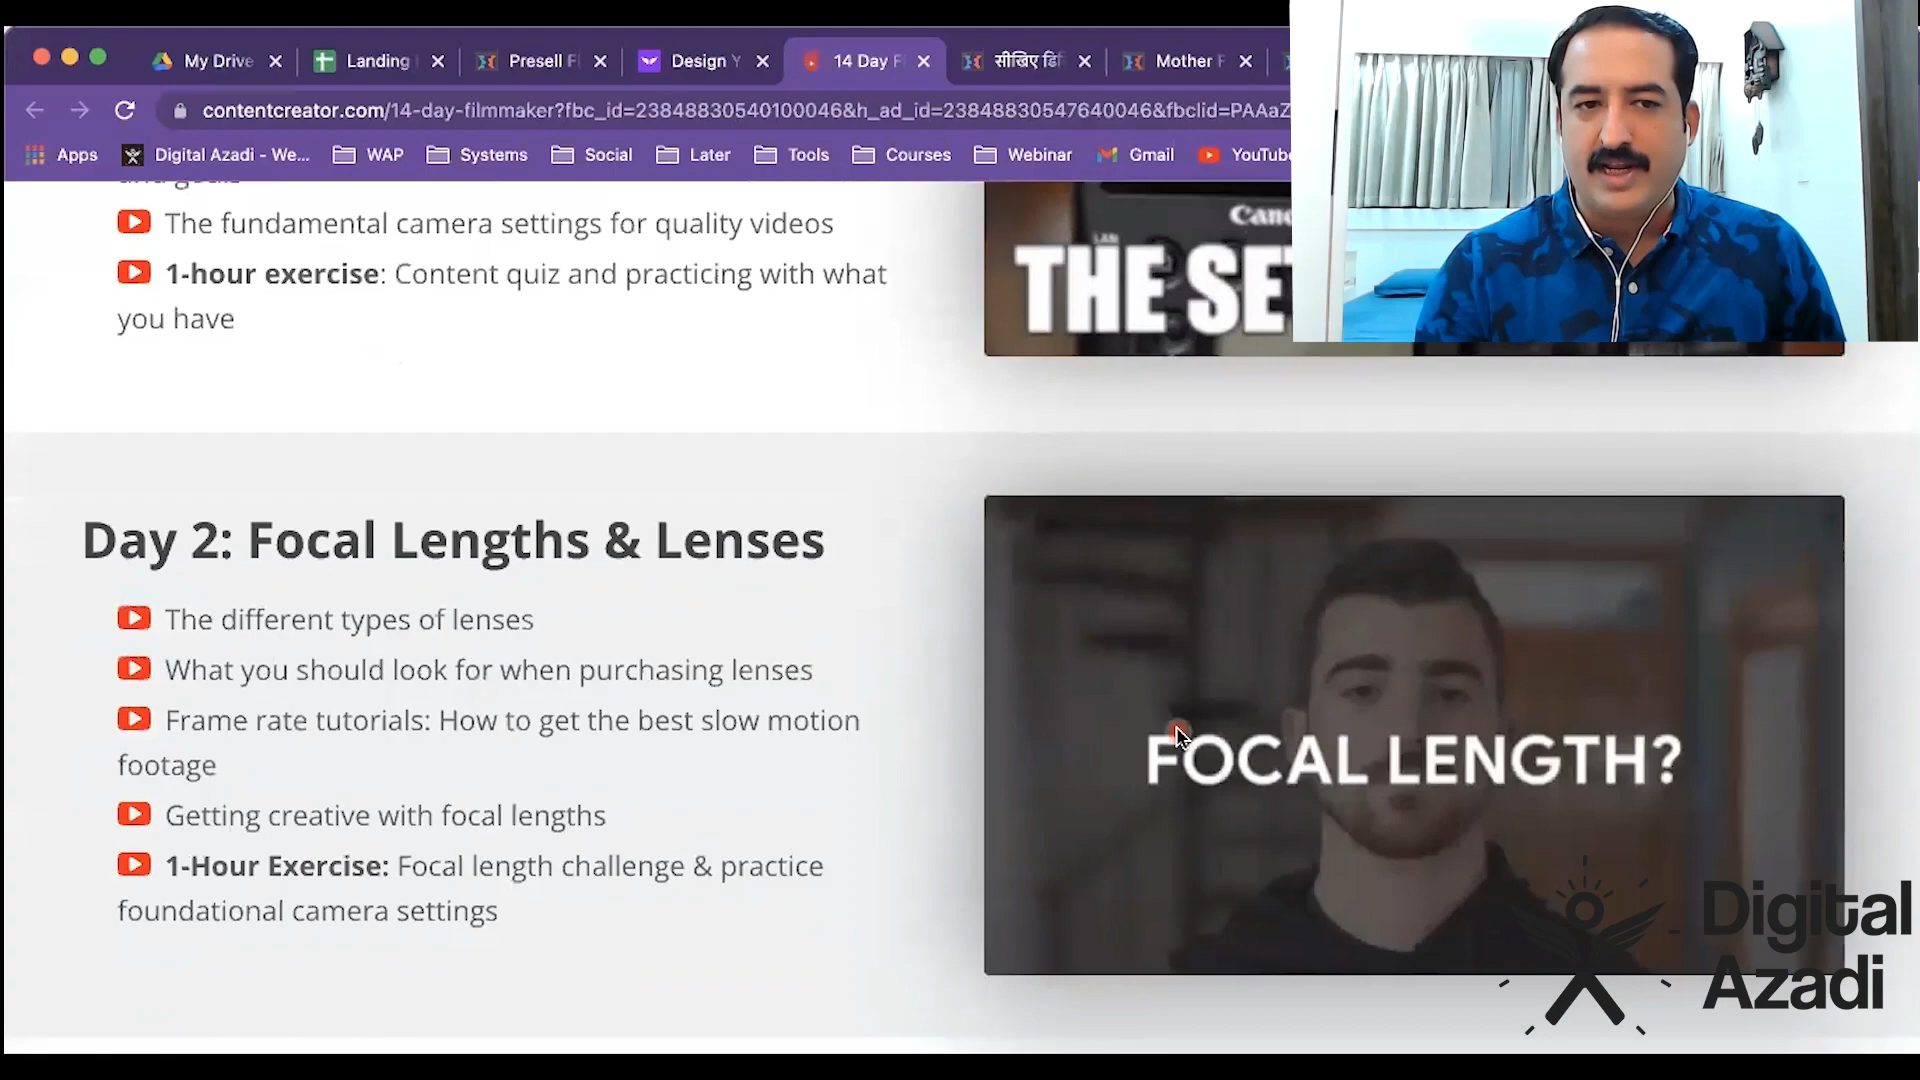 My Drive
Landing
Presell F
Design Y
14 Day F
सीखिए डि
Mother F
contentcreator.com/14-day-filmmaker?fbc_id=23848830540100046&h_ad_id=23848830547640046&fbclid=PAAaZ
Apps
Digital Azadi - We...
WAP
Systems
Social
Later
Tools
Courses
Webinar
Gmail
YouTube
The fundamental camera settings for quality videos
1-hour exercise: Content quiz and practicing with what
you have
Cano
THE SE
Day 2: Focal Lengths & Lenses
The different types of lenses
What you should look for when purchasing lenses
Frame rate tutorials: How to get the best slow motion
footage
Getting creative with focal lengths
1-Hour Exercise: Focal length challenge & practice
foundational camera settings
FOCAL LENGTH?
Digital
Azadi